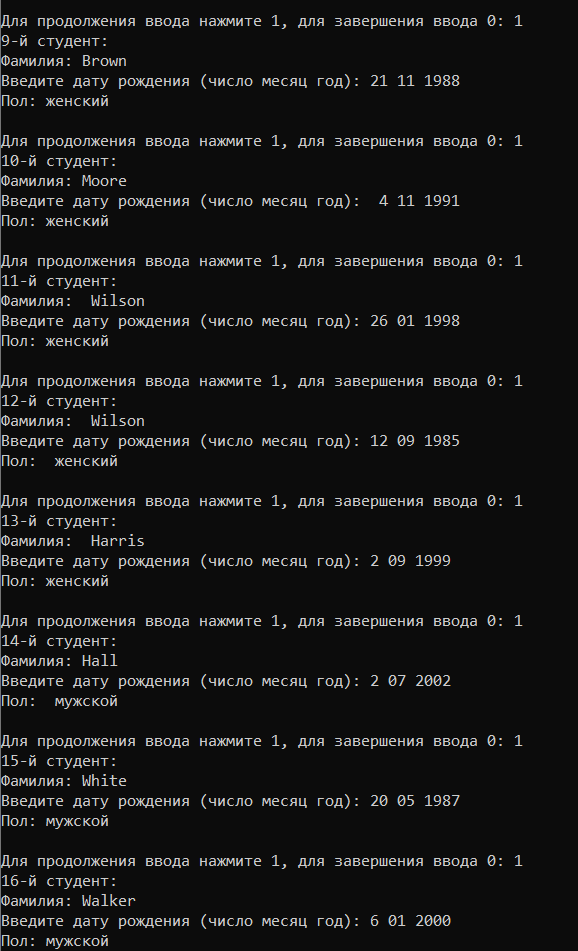 Для продолжения ввода нажмите 1, для завершения ввода 0: 1
9-й студент:
Фамилия: Brown
Введите дату рождения (число месяц год): 21 11 1988
Пол: женский
Для продолжения ввода нажмите 1, для завершения ввода 0: 1
10-й студент:
Фамилия: Moore
Введите дату рождения (число месяц год):  4 11 1991
Пол: женский
Для продолжения ввода нажмите 1, для завершения ввода 0: 1
11-й студент:
Фамилия:  Wilson
Введите дату рождения (число месяц год): 26 01 1998
Пол: женский
Для продолжения ввода нажмите 1, для завершения ввода 0: 1
12-й студент:
Фамилия:  Wilson
Введите дату рождения (число месяц год): 12 09 1985
Пол:  женский
Для продолжения ввода нажмите 1, для завершения ввода 0: 1
13-й студент:
Фамилия:  Harris
Введите дату рождения (число месяц год): 2 09 1999
Пол: женский
Для продолжения ввода нажмите 1, для завершения ввода 0: 1
14-й студент:
Фамилия: Hall
Введите дату рождения (число месяц год): 2 07 2002
Пол:  мужской
Для продолжения ввода нажмите 1, для завершения ввода 0: 1
15-й студент:
Фамилия: White
Введите дату рождения (число месяц год): 20 05 1987
Пол: мужской
Для продолжения ввода нажмите 1, для завершения ввода 0: 1
16-й студент:
Фамилия: Walker
Введите дату рождения (число месяц год): 6 01 2000
Пол: мужской